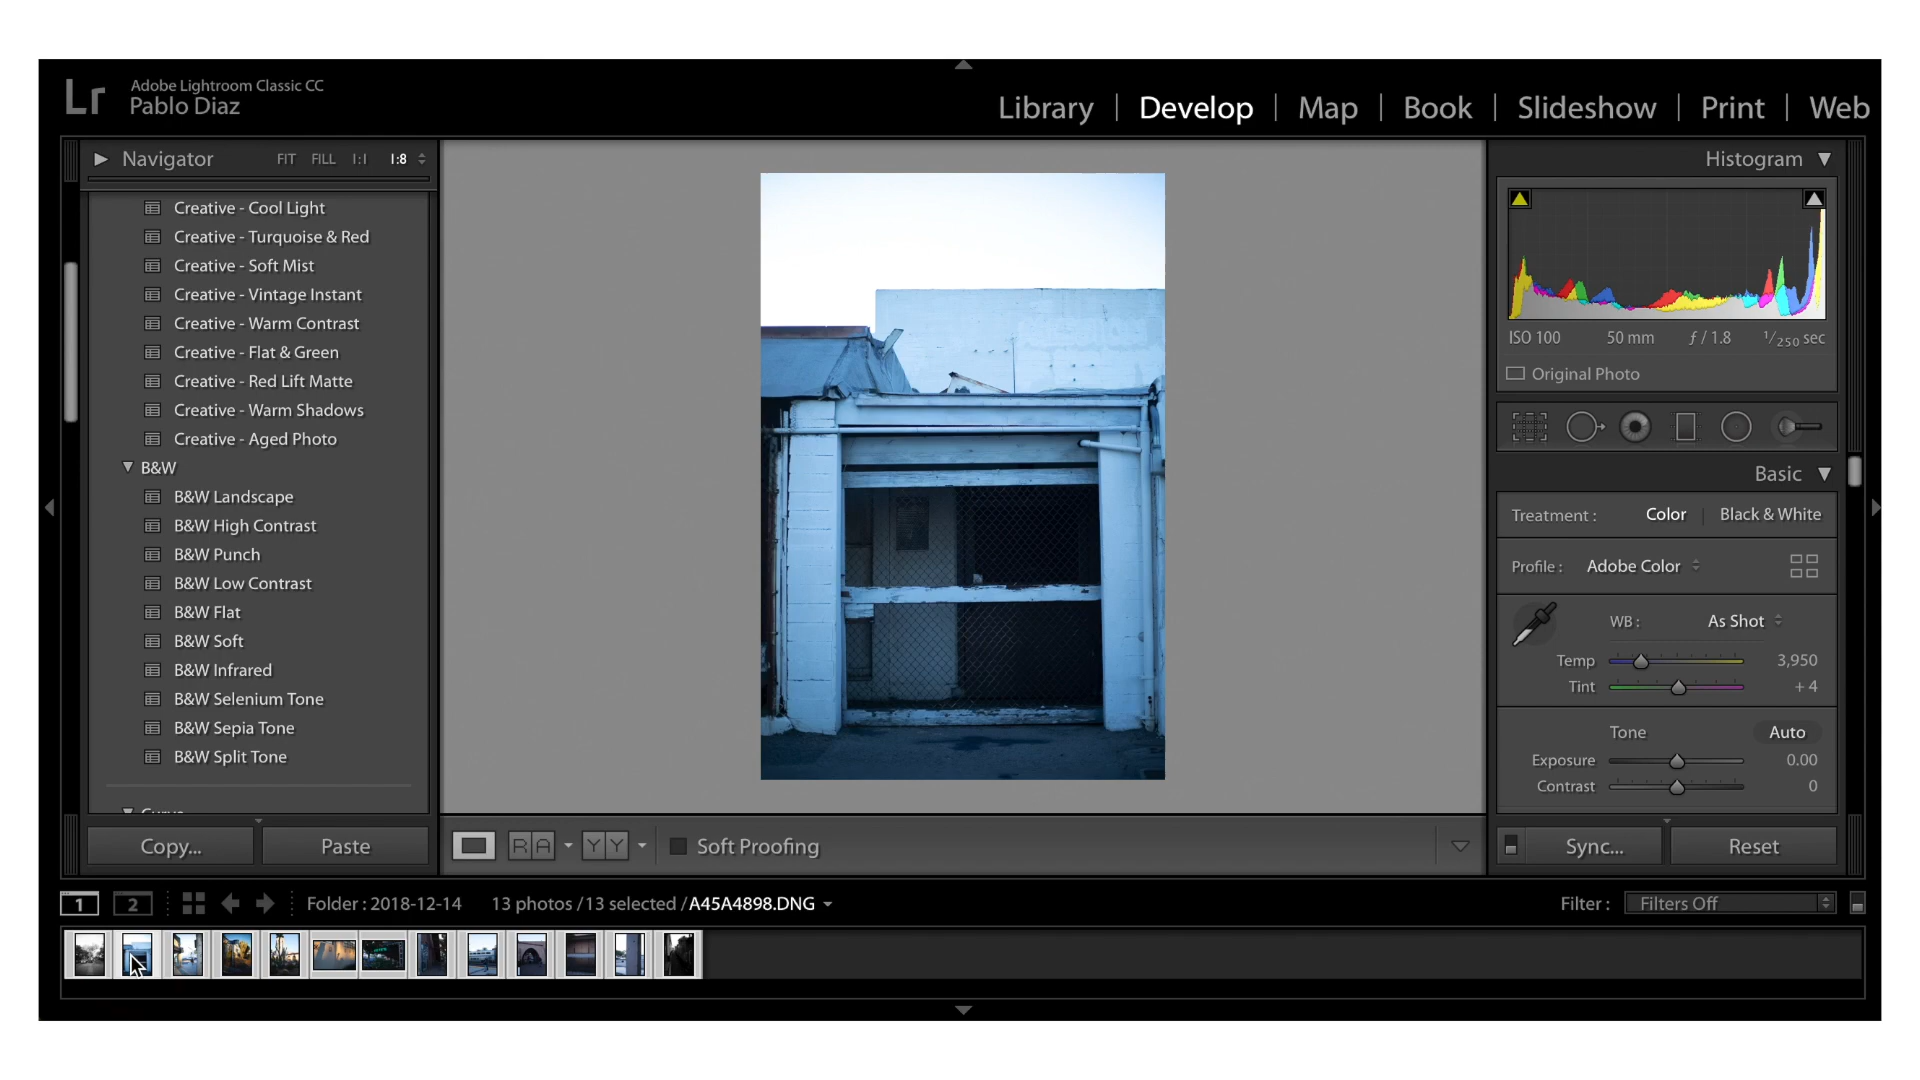 Lr
Adobe Lightroom Classic CC
Pablo Diaz
Library | Develop | Map | Book | Slideshow | Print | Web
Navigator FIT FILL 1:1 1:8
Creative - Cool Light
Creative - Turquoise & Red
Creative - Soft Mist
Creative - Vintage Instant
Creative - Warm Contrast
Creative - Flat & Green
Creative - Red Lift Matte
Creative - Warm Shadows
Creative - Aged Photo
B&W
B&W Landscape
B&W High Contrast
B&W Punch
B&W Low Contrast
B&W Flat
B&W Soft
B&W Infrared
B&W Selenium Tone
B&W Sepia Tone
B&W Split Tone
Copy... Paste
RA YY Soft Proofing
Histogram
ISO 100 50 mm ƒ / 1.8 1/250 sec
Original Photo
Basic
Treatment : Color Black & White
Profile : Adobe Color
WB : As Shot
Temp 3,950
Tint + 4
Tone Auto
Exposure 0.00
Contrast 0
Sync... Reset
1 2 Folder : 2018-12-14 13 photos / 13 selected / A45A4898.DNG Filter : Filters Off